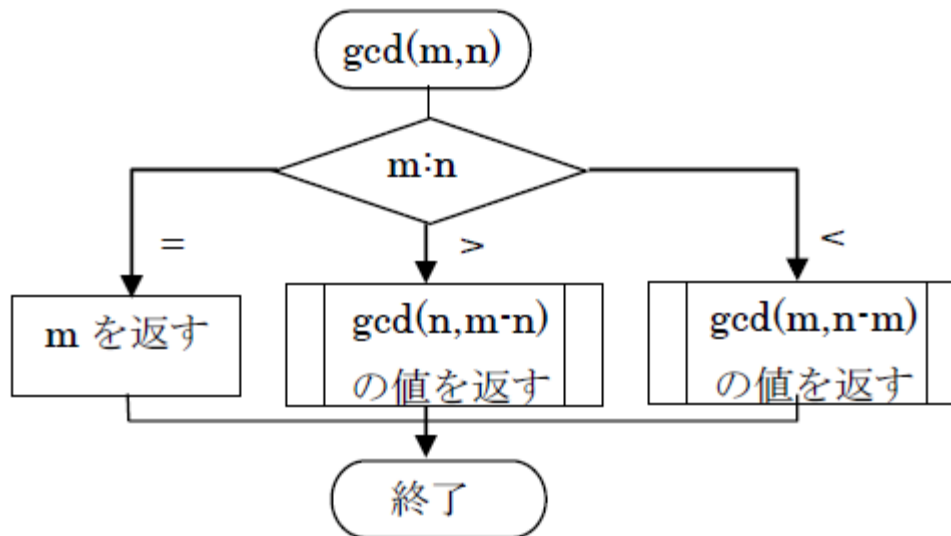 gcd(m,n)
m:n
=
>
<
m を返す
gcd(n,m-n)
の値を返す
gcd(m,n-m)
の値を返す
終了